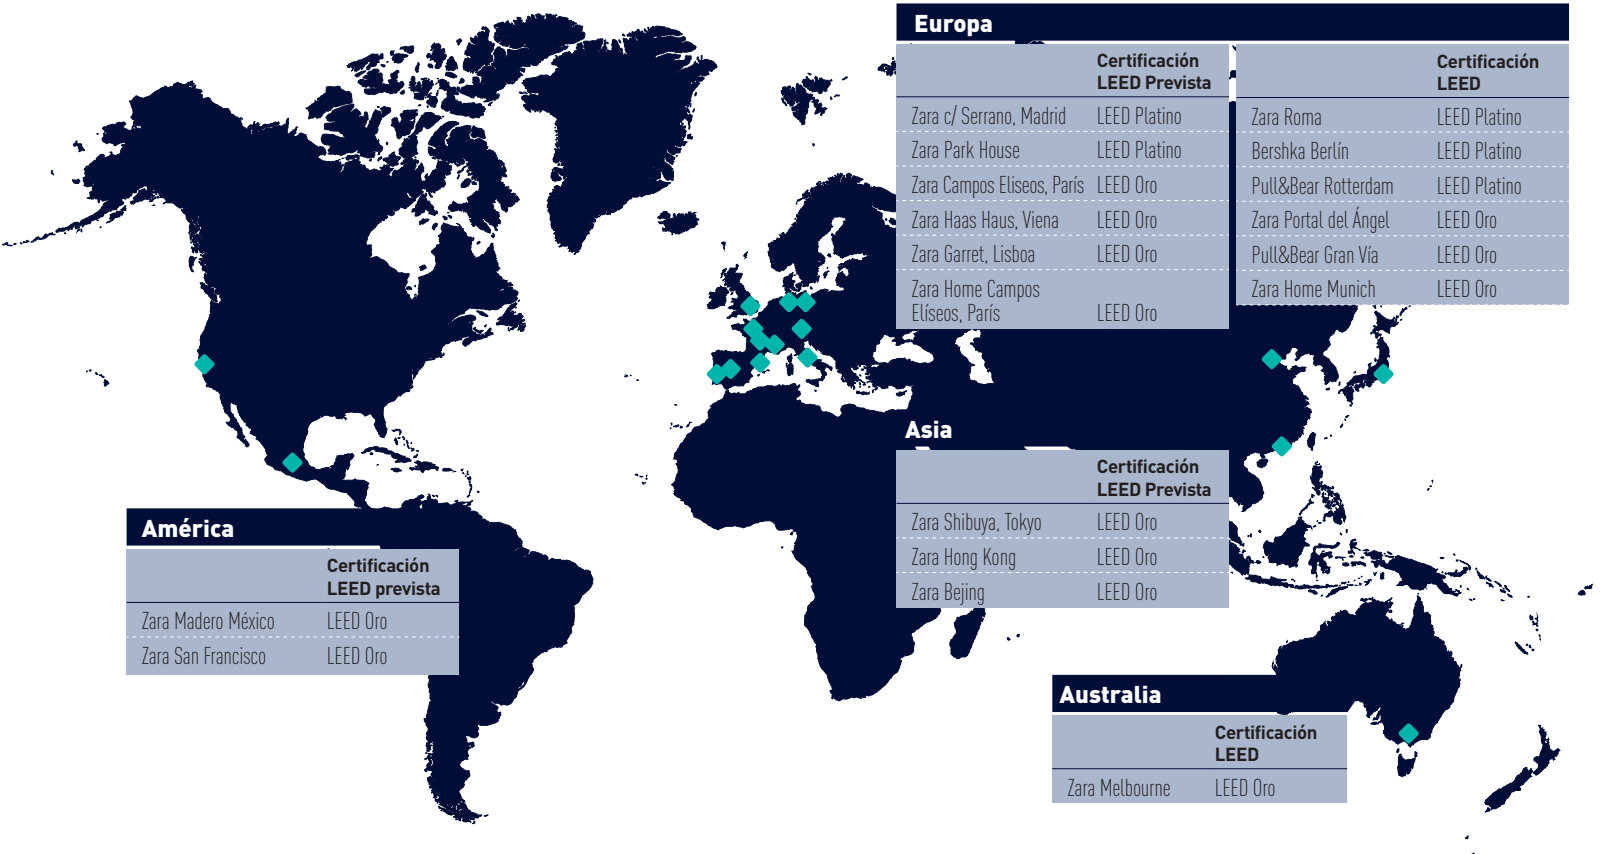 Europa
Certificación
LEED Prevista
Zara c/ Serrano, Madrid LEED Platino
Zara Park House LEED Platino
Zara Campos Eliseos, París LEED Oro
Zara Haas Haus, Viena LEED Oro
Zara Garret, Lisboa LEED Oro
Zara Home Campos
Elíseos, París LEED Oro
Certificación
LEED
Zara Roma LEED Platino
Bershka Berlín LEED Platino
Pull&Bear Rotterdam LEED Platino
Zara Portal del Ángel LEED Oro
Pull&Bear Gran Vía LEED Oro
Zara Home Munich LEED Oro
Asia
Certificación
LEED Prevista
Zara Shibuya, Tokyo LEED Oro
Zara Hong Kong LEED Oro
Zara Bejing LEED Oro
América
Certificación
LEED prevista
Zara Madero México LEED Oro
Zara San Francisco LEED Oro
Australia
Certificación
LEED
Zara Melbourne LEED Oro